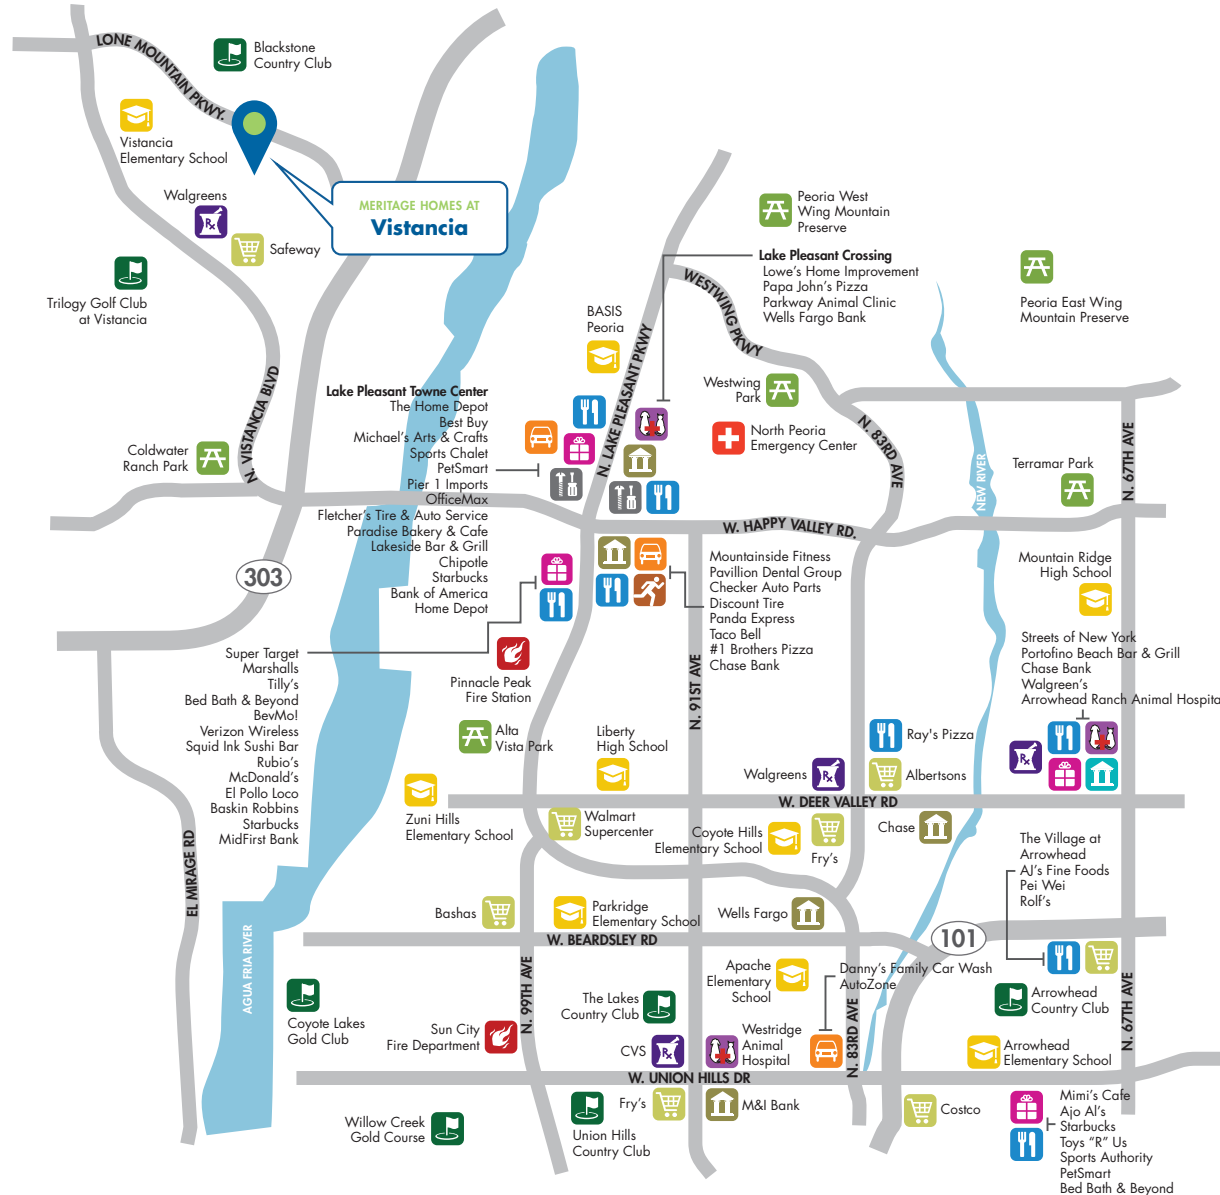 LONE MOUNTAIN PKWY.
Blackstone
Country Club
Vistancia
Elementary School
Walgreens
Safeway
MERITAGE HOMES AT
Vistancia
Trilogy Golf Club
at Vistancia
Peoria West
Wing Mountain
Preserve
Lake Pleasant Crossing
Lowe's Home Improvement
Papa John's Pizza
Parkway Animal Clinic
Wells Fargo Bank
Peoria East Wing
Mountain Preserve
WESTWING PKWY
BASIS
Peoria
N. LAKE PLEASANT PKWY
N. VISTANCIA BLVD
Westwing
Park
North Peoria
Emergency Center
N. 83RD AVE
NEW RIVER
N. 67TH AVE
Terramar Park
Coldwater
Ranch Park
Lake Pleasant Towne Center
The Home Depot
Best Buy
Michael's Arts & Crafts
Sports Chalet
PetSmart
Pier 1 Imports
OfficeMax
Fletcher's Tire & Auto Service
Paradise Bakery & Cafe
Lakeside Bar & Grill
Chipotle
Starbucks
Bank of America
Home Depot
W. HAPPY VALLEY RD.
303
Mountainside Fitness
Pavillion Dental Group
Checker Auto Parts
Discount Tire
Panda Express
Taco Bell
#1 Brothers Pizza
Chase Bank
Mountain Ridge
High School
Streets of New York
Portofino Beach Bar & Grill
Chase Bank
Walgreen's
Arrowhead Ranch Animal Hospita
Super Target
Marshalls
Tilly's
Bed Bath & Beyond
BevMo!
Verizon Wireless
Squid Ink Sushi Bar
Rubio's
McDonald's
El Pollo Loco
Baskin Robbins
Starbucks
MidFirst Bank
Pinnacle Peak
Fire Station
N. 91ST AVE
Alta
Vista Park
Liberty
High School
Ray's Pizza
Walgreens
Albertsons
W. DEER VALLEY RD
Zuni Hills
Elementary School
Walmart
Supercenter
Coyote Hills
Elementary School
Fry's
Chase
The Village at
Arrowhead
AJ's Fine Foods
Pei Wei
Rolf's
EL MIRAGE RD
Bashas
Parkridge
Elementary School
Wells Fargo
W. BEARDSLEY RD
101
AGUA FRIA RIVER
N. 99TH AVE
Apache
Elementary
School
Danny's Family Car Wash
AutoZone
N. 83RD AVE
N. 67TH AVE
Coyote Lakes
Gold Club
The Lakes
Country Club
Arrowhead
Country Club
Sun City
Fire Department
CVS
Westridge
Animal
Hospital
Arrowhead
Elementary School
W. UNION HILLS DR
Willow Creek
Gold Course
Fry's
M&I Bank
Union Hills
Country Club
Costco
Mimi's Cafe
Ajo Al's
Starbucks
Toys "R" Us
Sports Authority
PetSmart
Bed Bath & Beyond